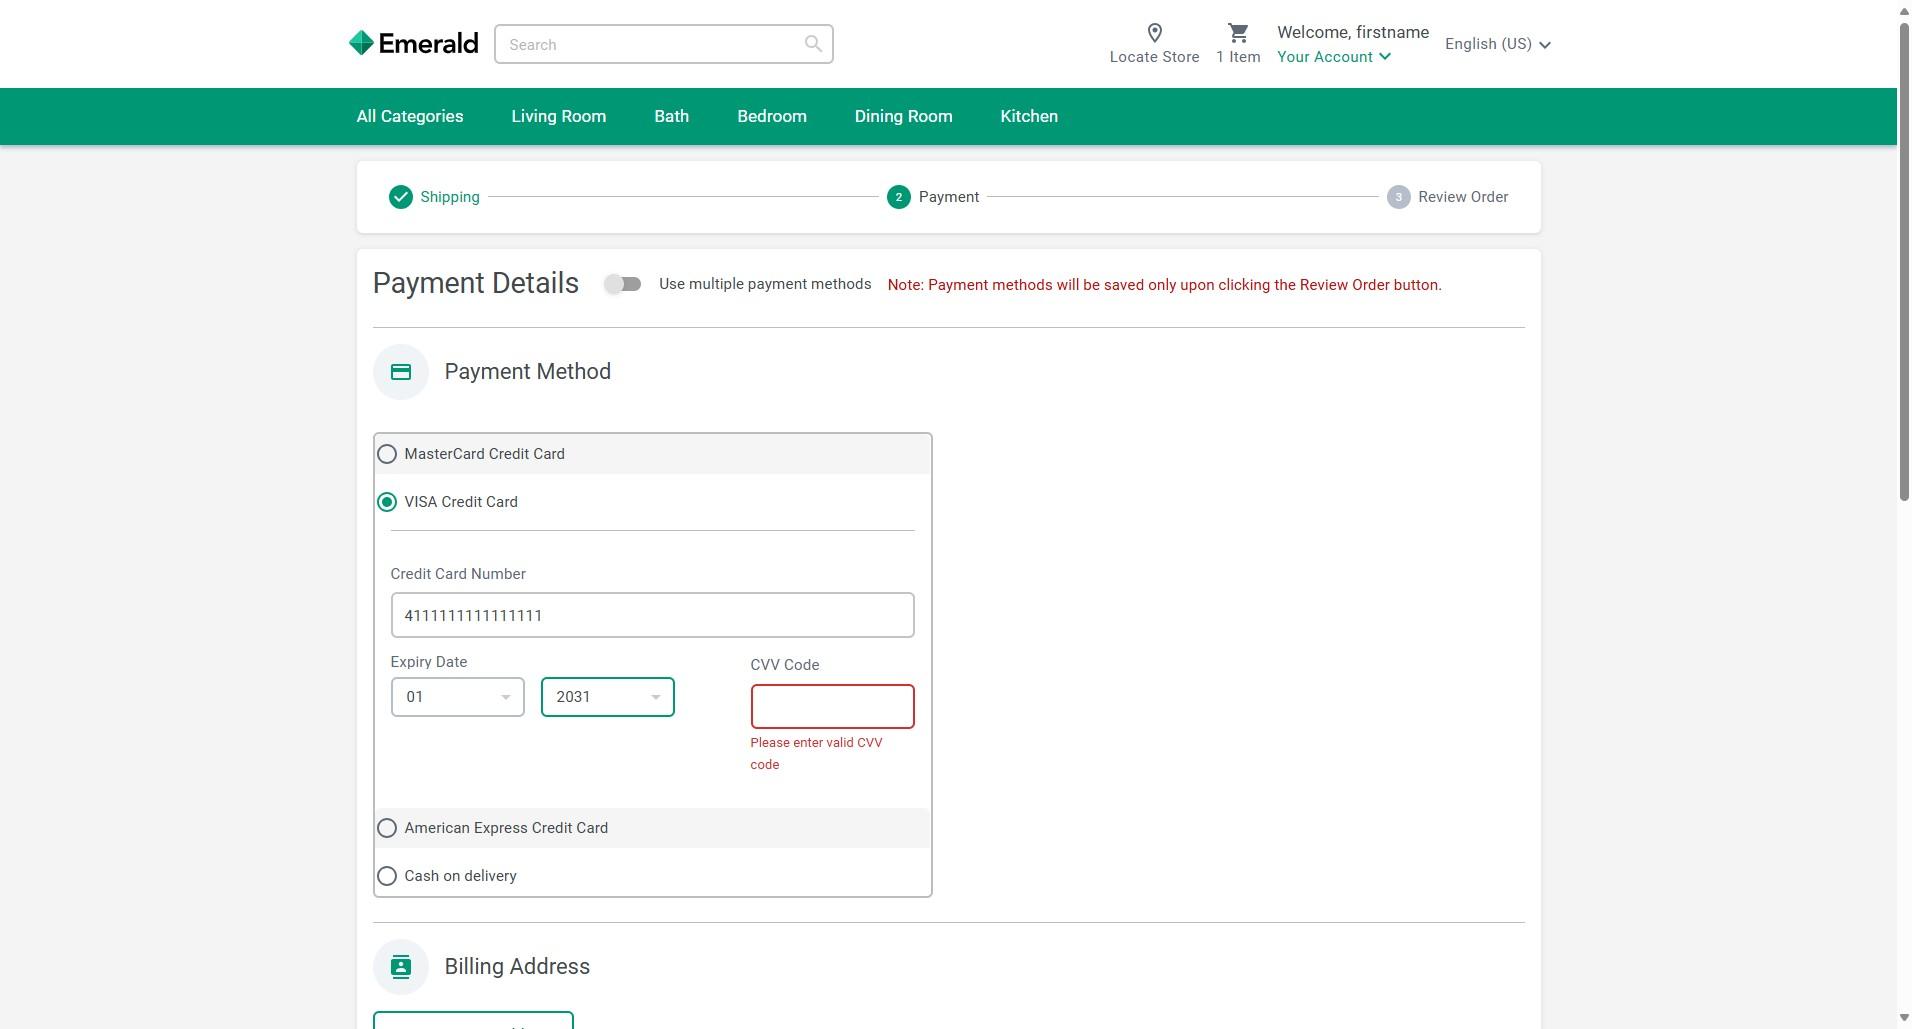 Emerald
Search
Locate Store
1 Item
Welcome, firstname
Your Account
English (US)
All Categories
Living Room
Bath
Bedroom
Dining Room
Kitchen
Shipping
2 Payment
3 Review Order
Payment Details
Use multiple payment methods
Note: Payment methods will be saved only upon clicking the Review Order button.
Payment Method
MasterCard Credit Card
VISA Credit Card
Credit Card Number
4111111111111111
Expiry Date
CVV Code
01
2031
Please enter valid CVV
code
American Express Credit Card
Cash on delivery
Billing Address